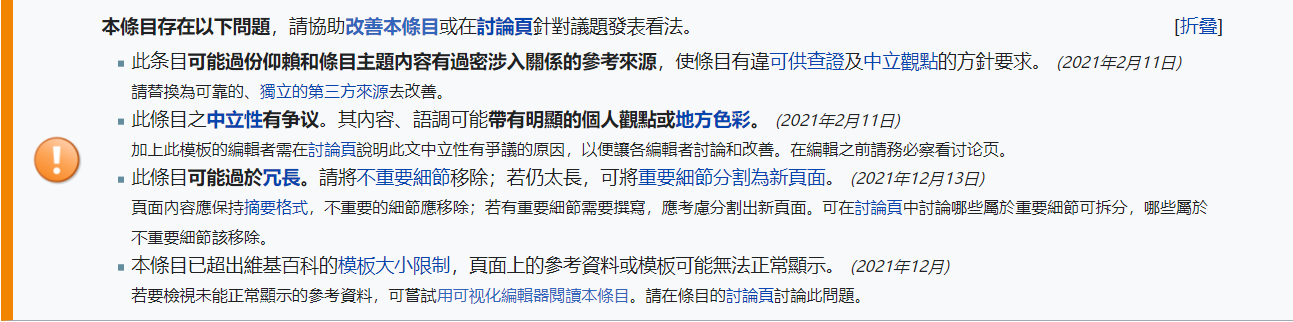 本條目存在以下問題，請協助改善本條目或在討論頁針對議題發表看法。 [折叠]
此条目可能過份仰賴和條目主題內容有過密涉入關係的參考來源，使條目有違可供查證及中立觀點的方針要求。 (2021年2月11日)
請替換為可靠的、獨立的第三方來源去改善。
此條目之中立性有争议。其內容、語調可能帶有明顯的個人觀點或地方色彩。 (2021年2月11日)
加上此模板的編輯者需在討論頁說明此文中立性有爭議的原因，以便讓各編輯者討論和改善。在編輯之前請務必察看讨论页。
此條目可能過於冗長。請將不重要細節移除；若仍太長，可將重要細節分割為新頁面。 (2021年12月13日)
頁面內容應保持摘要格式，不重要的細節應移除；若有重要細節需要撰寫，應考慮分割出新頁面。可在討論頁中討論哪些屬於重要細節可拆分，哪些屬於
不重要細節該移除。
本條目已超出維基百科的模板大小限制，頁面上的參考資料或模板可能無法正常顯示。 (2021年12月)
若要檢視未能正常顯示的參考資料，可嘗試用可视化編輯器閱讀本條目。請在條目的討論頁討論此問題。